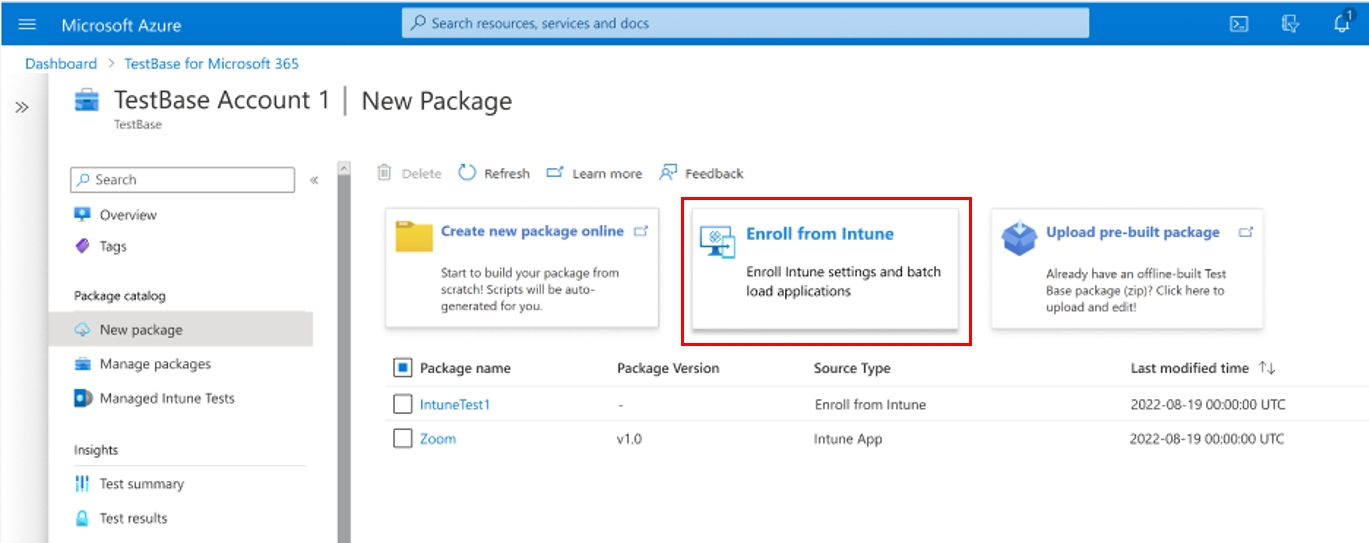 Microsoft Azure
Search resources, services and docs
1
Dashboard > TestBase for Microsoft 365
TestBase Account 1 | New Package
TestBase
Search
Overview
Tags
Package catalog
New package
Manage packages
Managed Intune Tests
Insights
Test summary
Test results
Delete Refresh Learn more Feedback
Create new package online
Start to build your package from
scratch! Scripts will be auto-
generated for you.
Enroll from Intune
Enroll Intune settings and batch
load applications
Upload pre-built package
Already have an offline-built Test
Base package (zip)? Click here to
upload and edit!
Package name Package Version Source Type Last modified time
IntuneTest1 - Enroll from Intune 2022-08-19 00:00:00 UTC
Zoom v1.0 Intune App 2022-08-19 00:00:00 UTC